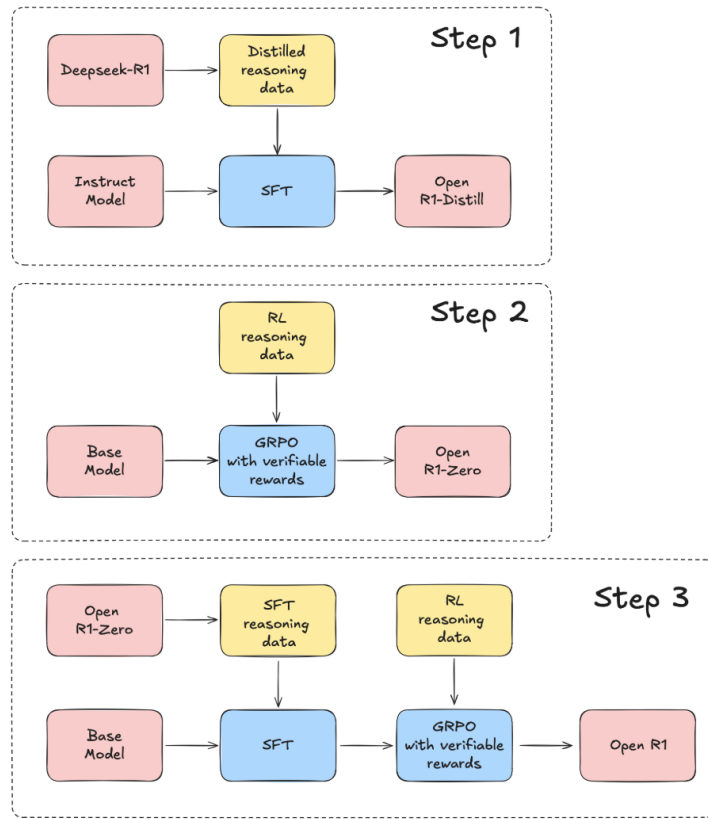 Step 1
Deepseek-R1
Distilled
reasoning
data
Instruct
Model
SFT
Open
R1-Distill
Step 2
RL
reasoning
data
Base
Model
GRPO
with verifiable
rewards
Open
R1-Zero
Step 3
Open
R1-Zero
SFT
reasoning
data
RL
reasoning
data
Base
Model
SFT
GRPO
with verifiable
rewards
Open R1